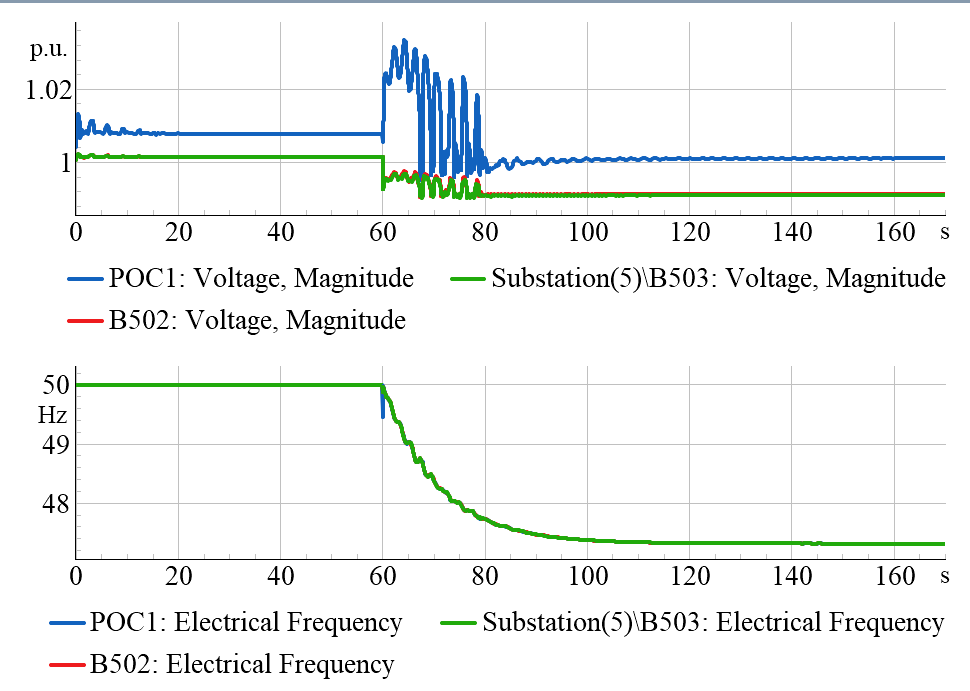 p.u.
1.02
1
0 20 40 60 80 100 120 140 160 s
POC1: Voltage, Magnitude Substation(5)\B503: Voltage, Magnitude
B502: Voltage, Magnitude
50
Hz
49
48
0 20 40 60 80 100 120 140 160 s
POC1: Electrical Frequency Substation(5)\B503: Electrical Frequency
B502: Electrical Frequency